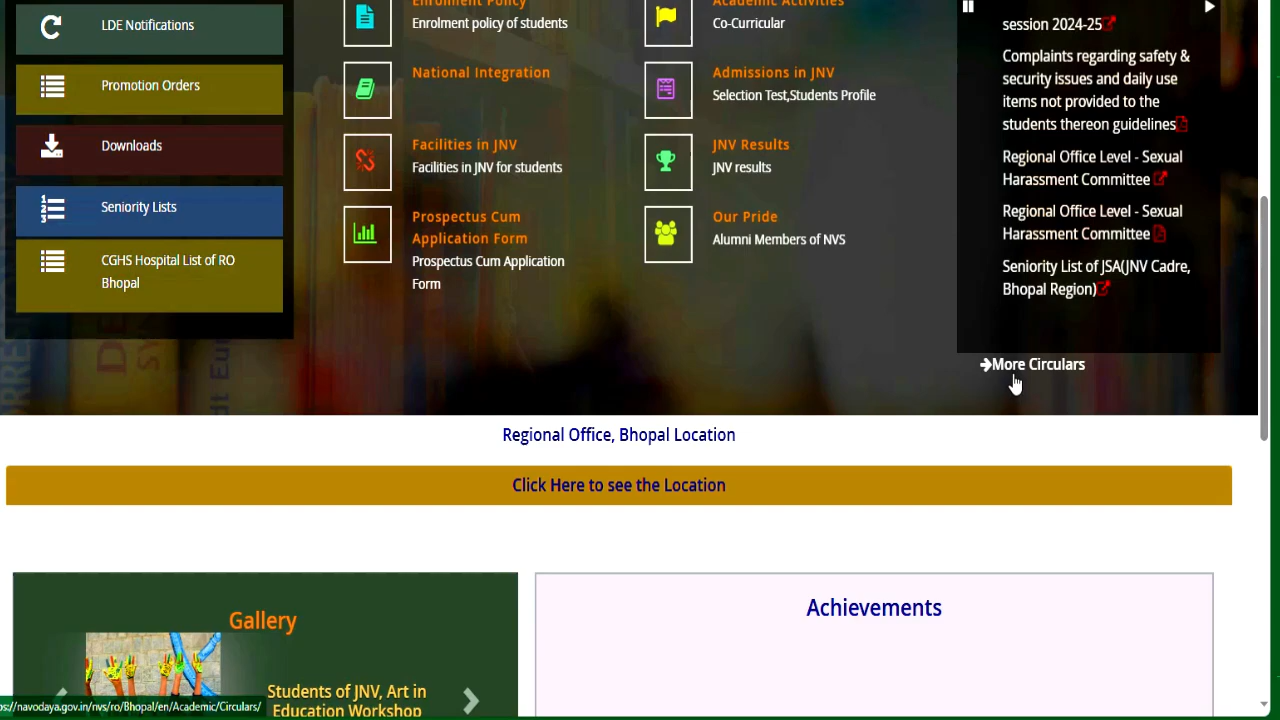 LDE Notifications
Promotion Orders
Downloads
Seniority Lists
CGHS Hospital List of RO
Bhopal
Enrolment Policy
Enrolment policy of students
National Integration
Facilities in JNV
Facilities in JNV for students
Prospectus Cum
Application Form
Prospectus Cum Application
Form
Academic Activities
Co-Curricular
Admissions in JNV
Selection Test,Students Profile
JNV Results
JNV results
Our Pride
Alumni Members of NVS
session 2024-25
Complaints regarding safety &
security issues and daily use
items not provided to the
students thereon guidelines
Regional Office Level - Sexual
Harassment Committee
Regional Office Level - Sexual
Harassment Committee
Seniority List of JSA(JNV Cadre,
Bhopal Region)
More Circulars
Regional Office, Bhopal Location
Click Here to see the Location
Gallery
Students of JNV, Art in
Education Workshop
Achievements
ps://navodaya.gov.in/nvs/ro/Bhopal/en/Academic/Circulars/